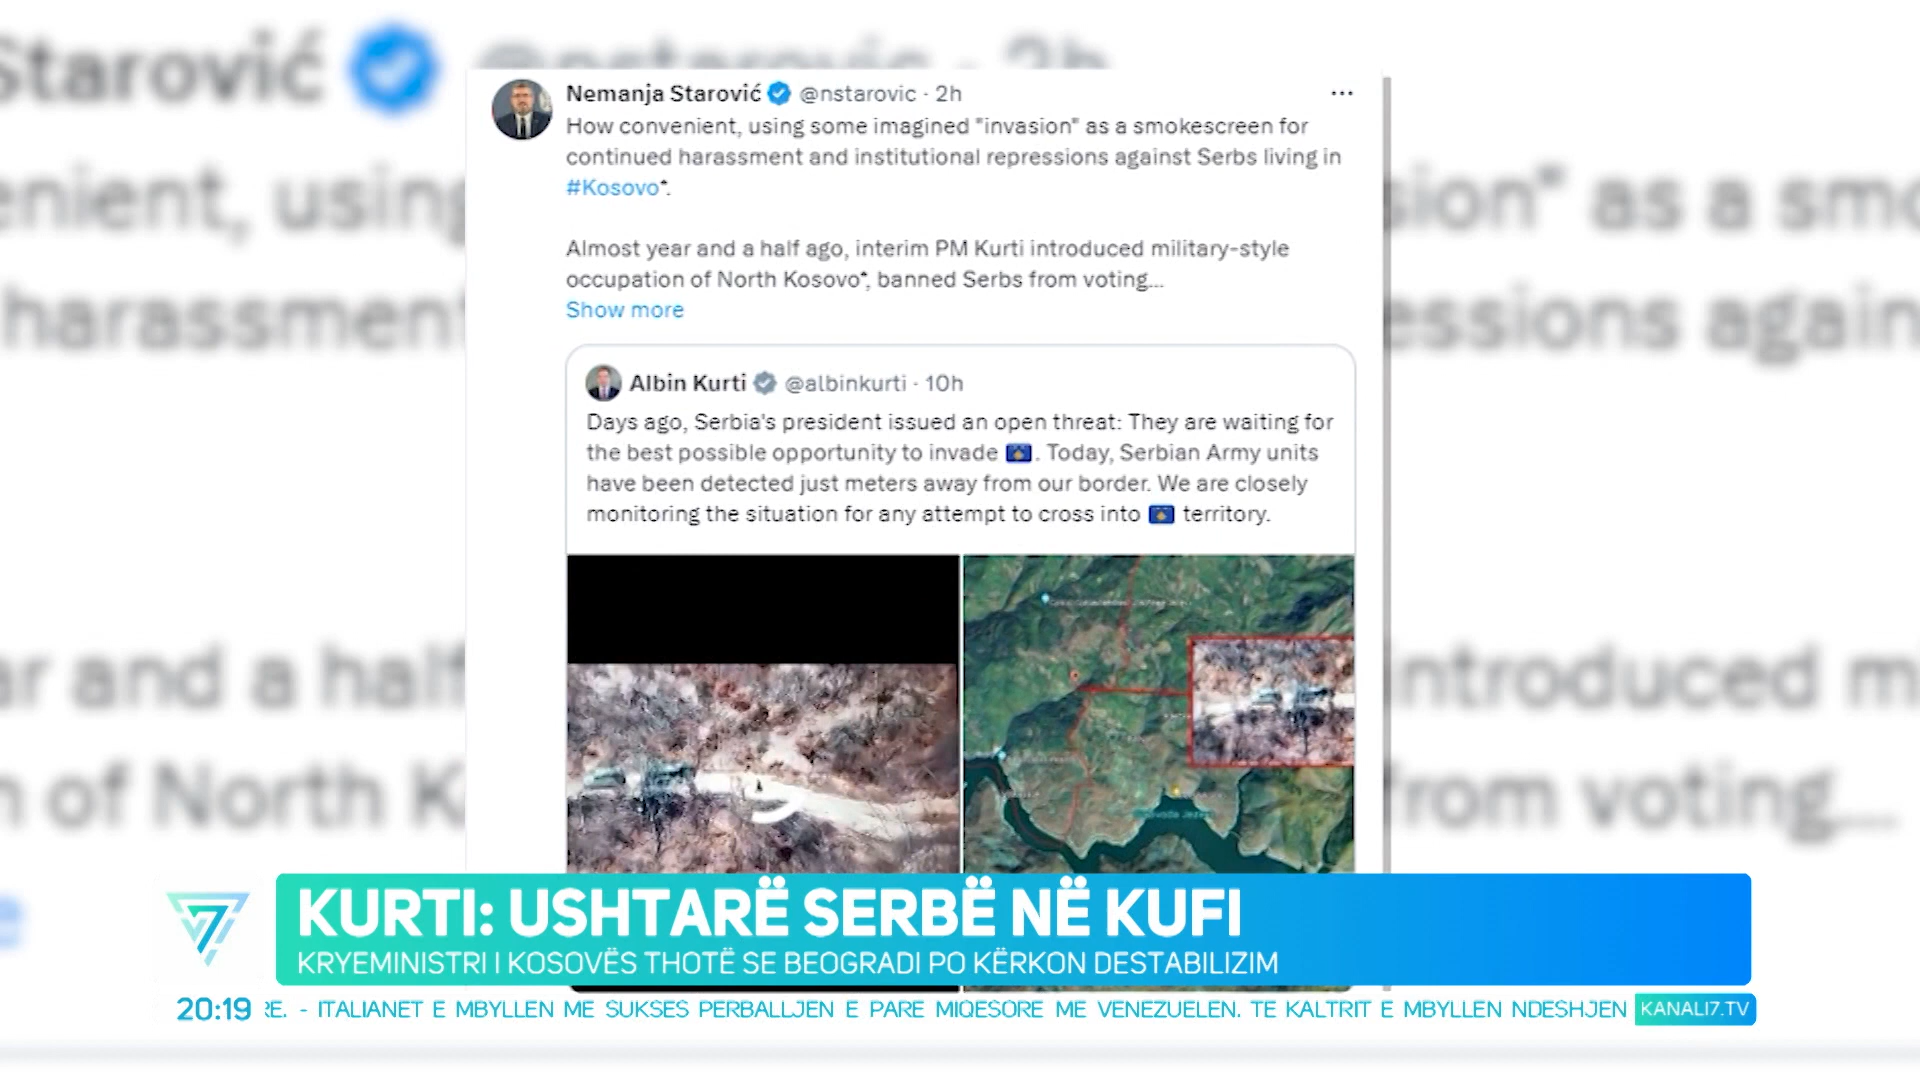 Starović @nstarovic · 2h
Nemanja Starović @nstarovic · 2h
How convenient, using some imagined "invasion" as a smokescreen for
continued harassment and institutional repressions against Serbs living in
#Kosovo*.
Almost year and a half ago, interim PM Kurti introduced military-style
occupation of North Kosovo*, banned Serbs from voting...
Show more
Albin Kurti @albinkurti · 10h
Days ago, Serbia's president issued an open threat: They are waiting for
the best possible opportunity to invade 🇽🇰. Today, Serbian Army units
have been detected just meters away from our border. We are closely
monitoring the situation for any attempt to cross into 🇽🇰 territory.
KURTI: USHTARË SERBË NË KUFI
KRYEMINISTRI I KOSOVËS THOTË SE BEOGRADI PO KËRKON DESTABILIZIM
20:19 RE. - ITALIANET E MBYLLEN ME SUKSES PERBALLJEN E PARE MIQESORE ME VENEZUELEN. TE KALTRIT E MBYLLEN NDESHJEN KANALI7.TV